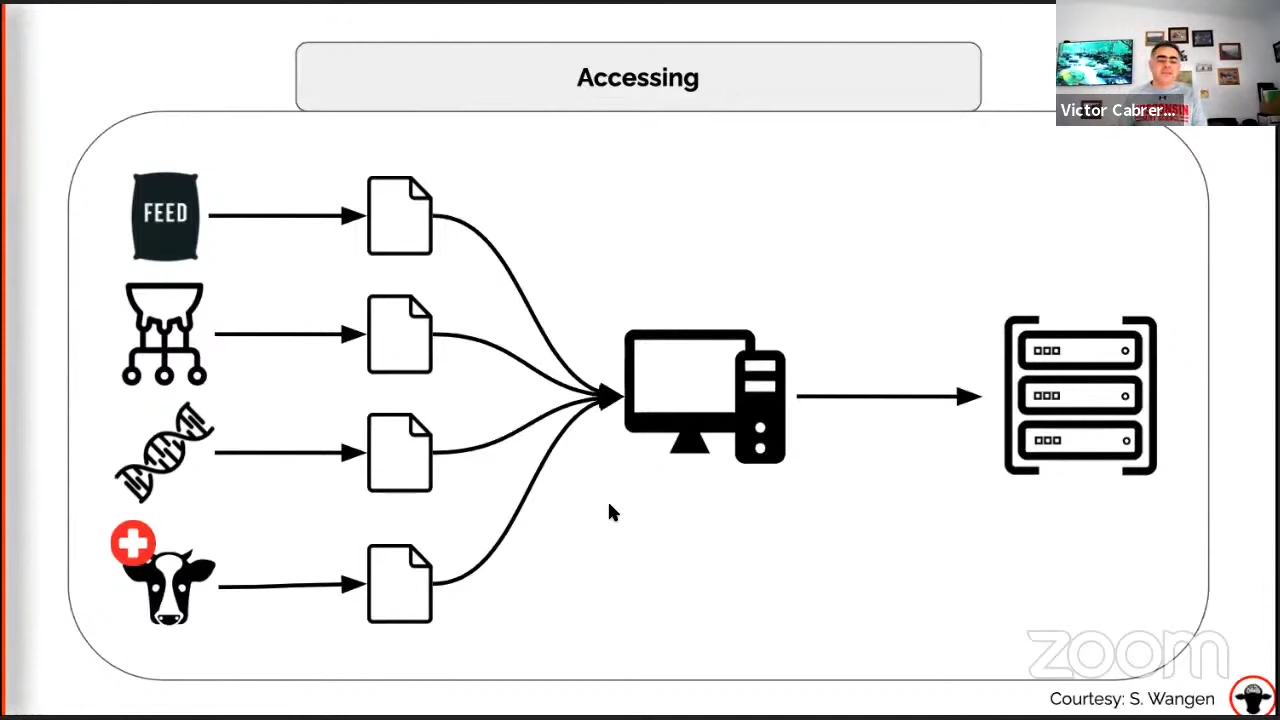 Accessing
Victor Cabrer...
FEED
zoom
Courtesy: S. Wangen